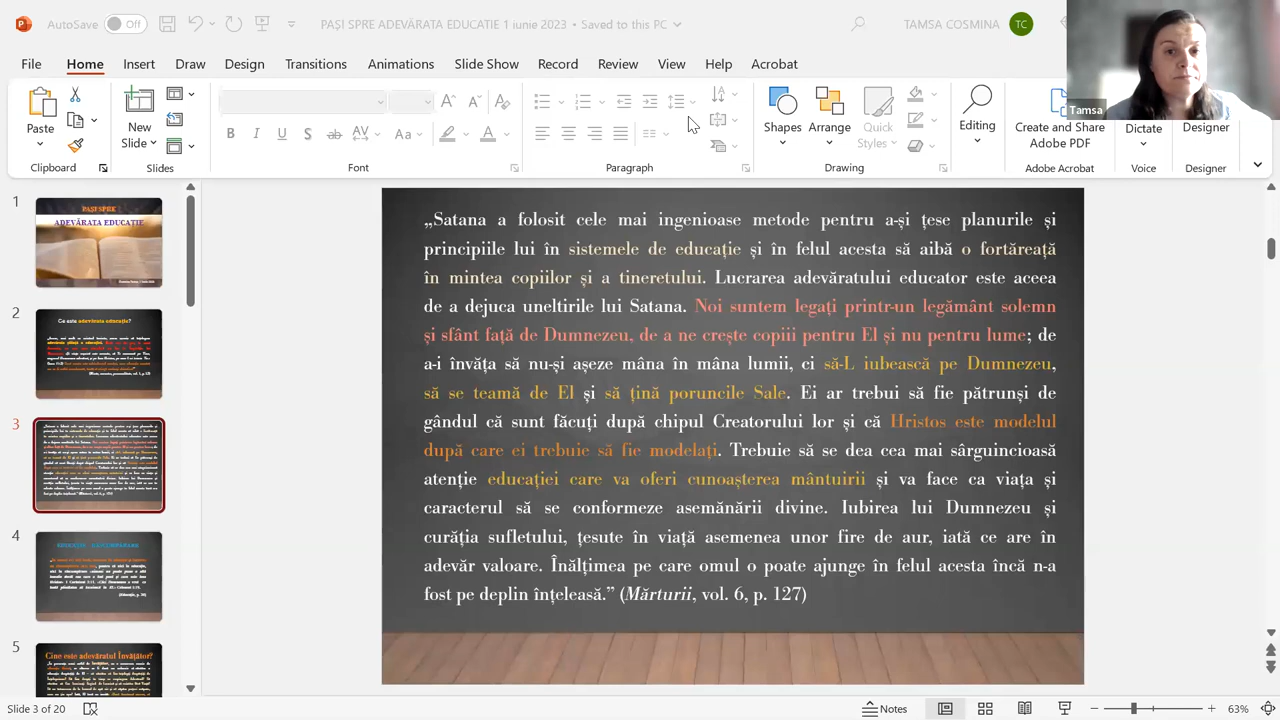 AutoSave
Off
PAȘI SPRE ADEVĂRATA EDUCATIE 1 iunie 2023 • Saved to this PC
TAMSA COSMINA
TC
File
Home
Insert
Draw
Design
Transitions
Animations
Slide Show
Record
Review
View
Help
Acrobat
Tamsa
Paste
New
Slide
Shapes
Arrange
Quick
Styles
Editing
Create and Share
Adobe PDF
Dictate
Designer
Clipboard
Slides
Font
Paragraph
Drawing
Adobe Acrobat
Voice
Designer
1
PAȘI SPRE
ADEVĂRATA EDUCAȚIE
2
Ce este adevărata educație?
3
4
5
Cine este adevăratul Învățător?
„Satana a folosit cele mai ingenioase metode pentru a-și țese planurile și
principiile lui în sistemele de educație și în felul acesta să aibă o fortăreață
în mintea copiilor și a tineretului. Lucrarea adevăratului educator este aceea
de a dejuca uneltirile lui Satana. Noi suntem legați printr-un legământ solemn
și sfânt față de Dumnezeu, de a ne crește copiii pentru El și nu pentru lume; de
a-i învăța să nu-și așeze mâna în mâna lumii, ci să-L iubească pe Dumnezeu,
să se teamă de El și să țină poruncile Sale. Ei ar trebui să fie pătrunși de
gândul că sunt făcuți după chipul Creatorului lor și că Hristos este modelul
după care ei trebuie să fie modelați. Trebuie să se dea cea mai sârguincioasă
atenție educației care va oferi cunoașterea mântuirii și va face ca viața și
caracterul să se conformeze asemănării divine. Iubirea lui Dumnezeu și
curăția sufletului, țesute în viață asemenea unor fire de aur, iată ce are în
adevăr valoare. Înălțimea pe care omul o poate ajunge în felul acesta încă n-a
fost pe deplin înțeleasă.” (Mărturii, vol. 6, p. 127)
Slide 3 of 20
Notes
63%